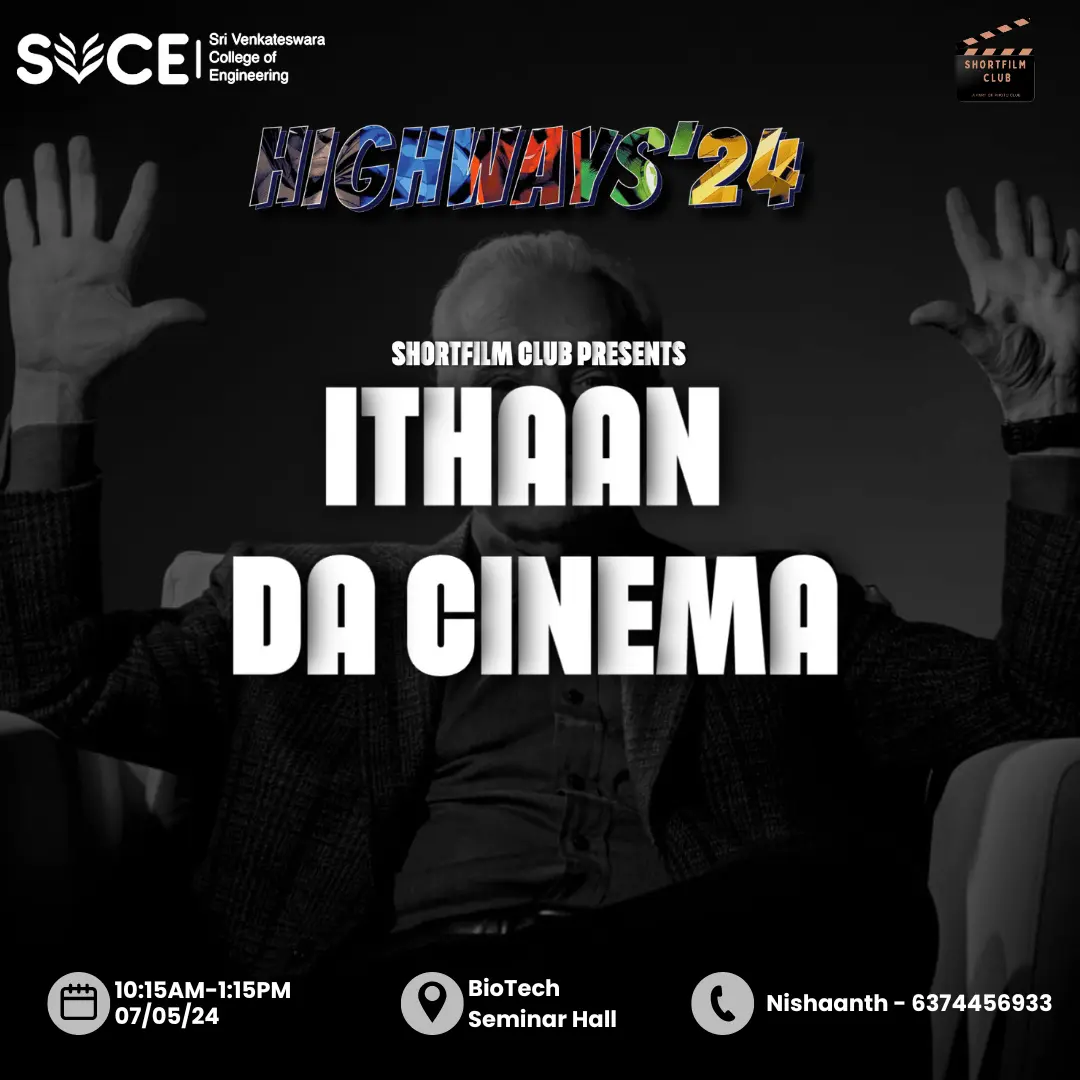 SVCE
Sri Venkateswara
College of
Engineering
SHORTFILM
CLUB
HIGHWAYS'24
SHORTFILM CLUB PRESENTS
ITHAAN
DA CINEMA
10:15AM-1:15PM
07/05/24
BioTech
Seminar Hall
Nishaanth - 6374456933